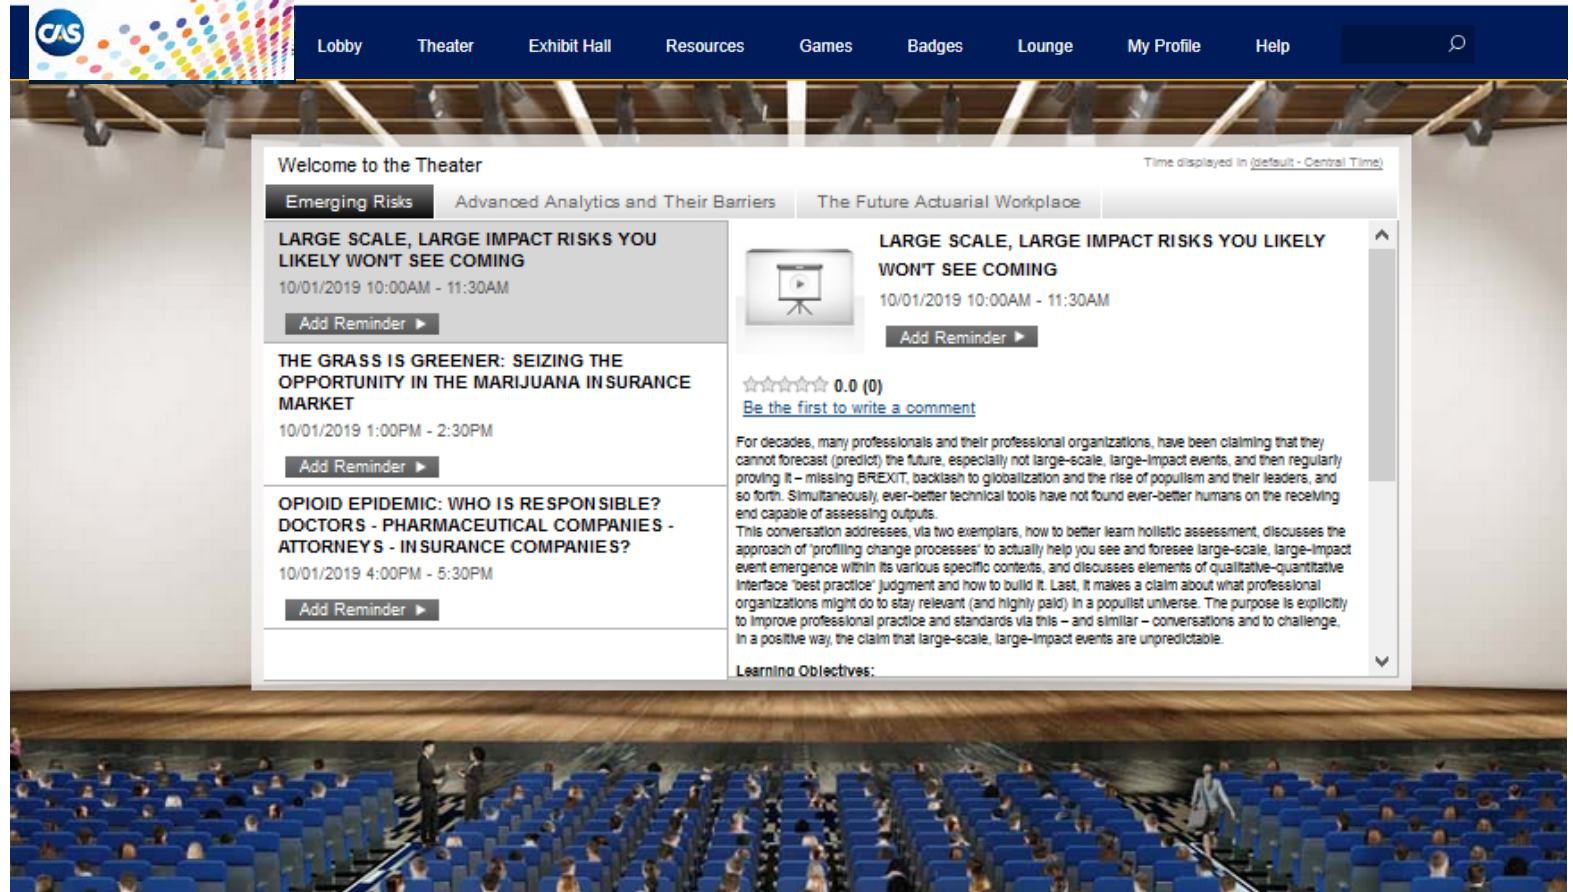 CAS
Lobby Theater Exhibit Hall Resources Games Badges Lounge My Profile Help
Welcome to the Theater
Time displayed in (default - Central Time)
Emerging Risks Advanced Analytics and Their Barriers The Future Actuarial Workplace
LARGE SCALE, LARGE IMPACT RISKS YOU
LIKELY WON'T SEE COMING
10/01/2019 10:00AM - 11:30AM
Add Reminder
THE GRASS IS GREENER: SEIZING THE
OPPORTUNITY IN THE MARIJUANA INSURANCE
MARKET
10/01/2019 1:00PM - 2:30PM
Add Reminder
OPIOID EPIDEMIC: WHO IS RESPONSIBLE?
DOCTORS - PHARMACEUTICAL COMPANIES -
ATTORNEYS - INSURANCE COMPANIES?
10/01/2019 4:00PM - 5:30PM
Add Reminder
LARGE SCALE, LARGE IMPACT RISKS YOU LIKELY
WON'T SEE COMING
10/01/2019 10:00AM - 11:30AM
Add Reminder
0.0 (0)
Be the first to write a comment
For decades, many professionals and their professional organizations, have been claiming that they
cannot forecast (predict) the future, especially not large-scale, large-impact events, and then regularly
proving it – missing BREXIT, backlash to globalization and the rise of populism and their leaders, and
so forth. Simultaneously, ever-better technical tools have not found ever-better humans on the receiving
end capable of assessing outputs.
This conversation addresses, via two exemplars, how to better learn holistic assessment, discusses the
approach of 'profiling change processes' to actually help you see and foresee large-scale, large-impact
event emergence within its various specific contexts, and discusses elements of qualitative-quantitative
interface "best practice" judgment and how to build it. Last, it makes a claim about what professional
organizations might do to stay relevant (and highly paid) in a populist universe. The purpose is explicitly
to improve professional practice and standards via this – and similar – conversations and to challenge,
in a positive way, the claim that large-scale, large-impact events are unpredictable.
Learning Objectives: